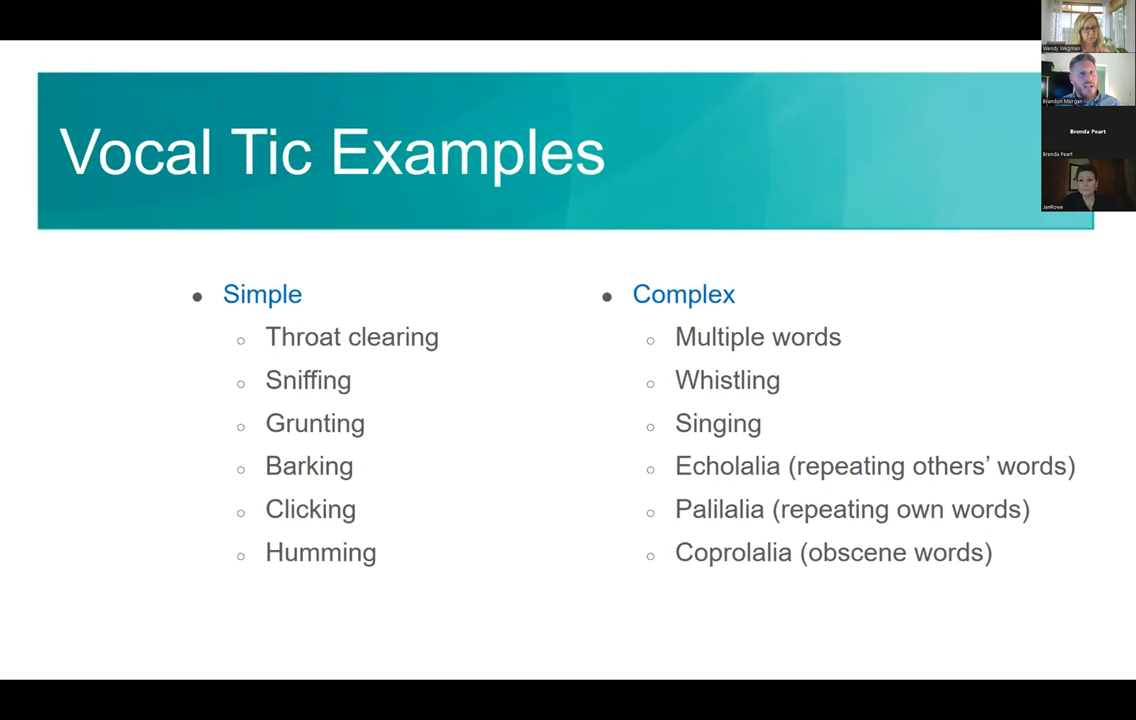 Vocal Tic Examples
Simple
Throat clearing
Sniffing
Grunting
Barking
Clicking
Humming
Complex
Multiple words
Whistling
Singing
Echolalia (repeating others’ words)
Palilalia (repeating own words)
Coprolalia (obscene words)
Wendy Wegman
Brandon Morgan
Brenda Peart
Brenda Peart
JanRowe